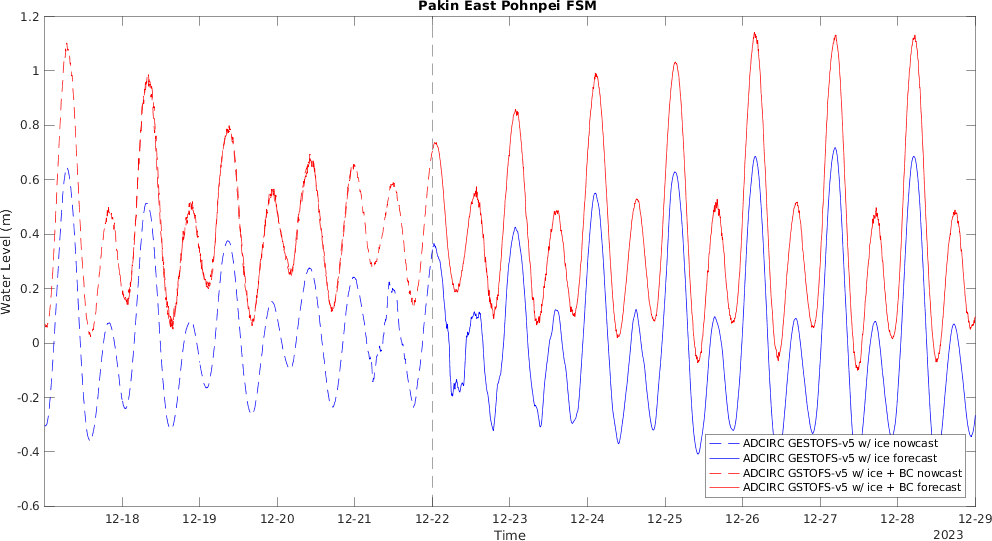 Pakin East Pohnpei FSM
Water Level (m)
1.2
1
0.8
0.6
0.4
0.2
0
-0.2
-0.4
-0.6
ADCIRC GESTOFS-v5 w/ ice nowcast
ADCIRC GESTOFS-v5 w/ ice forecast
ADCIRC GSTOFS-v5 w/ ice + BC nowcast
ADCIRC GSTOFS-v5 w/ ice + BC forecast
12-18 12-19 12-20 12-21 12-22 12-23 12-24 12-25 12-26 12-27 12-28 12-29
Time
2023